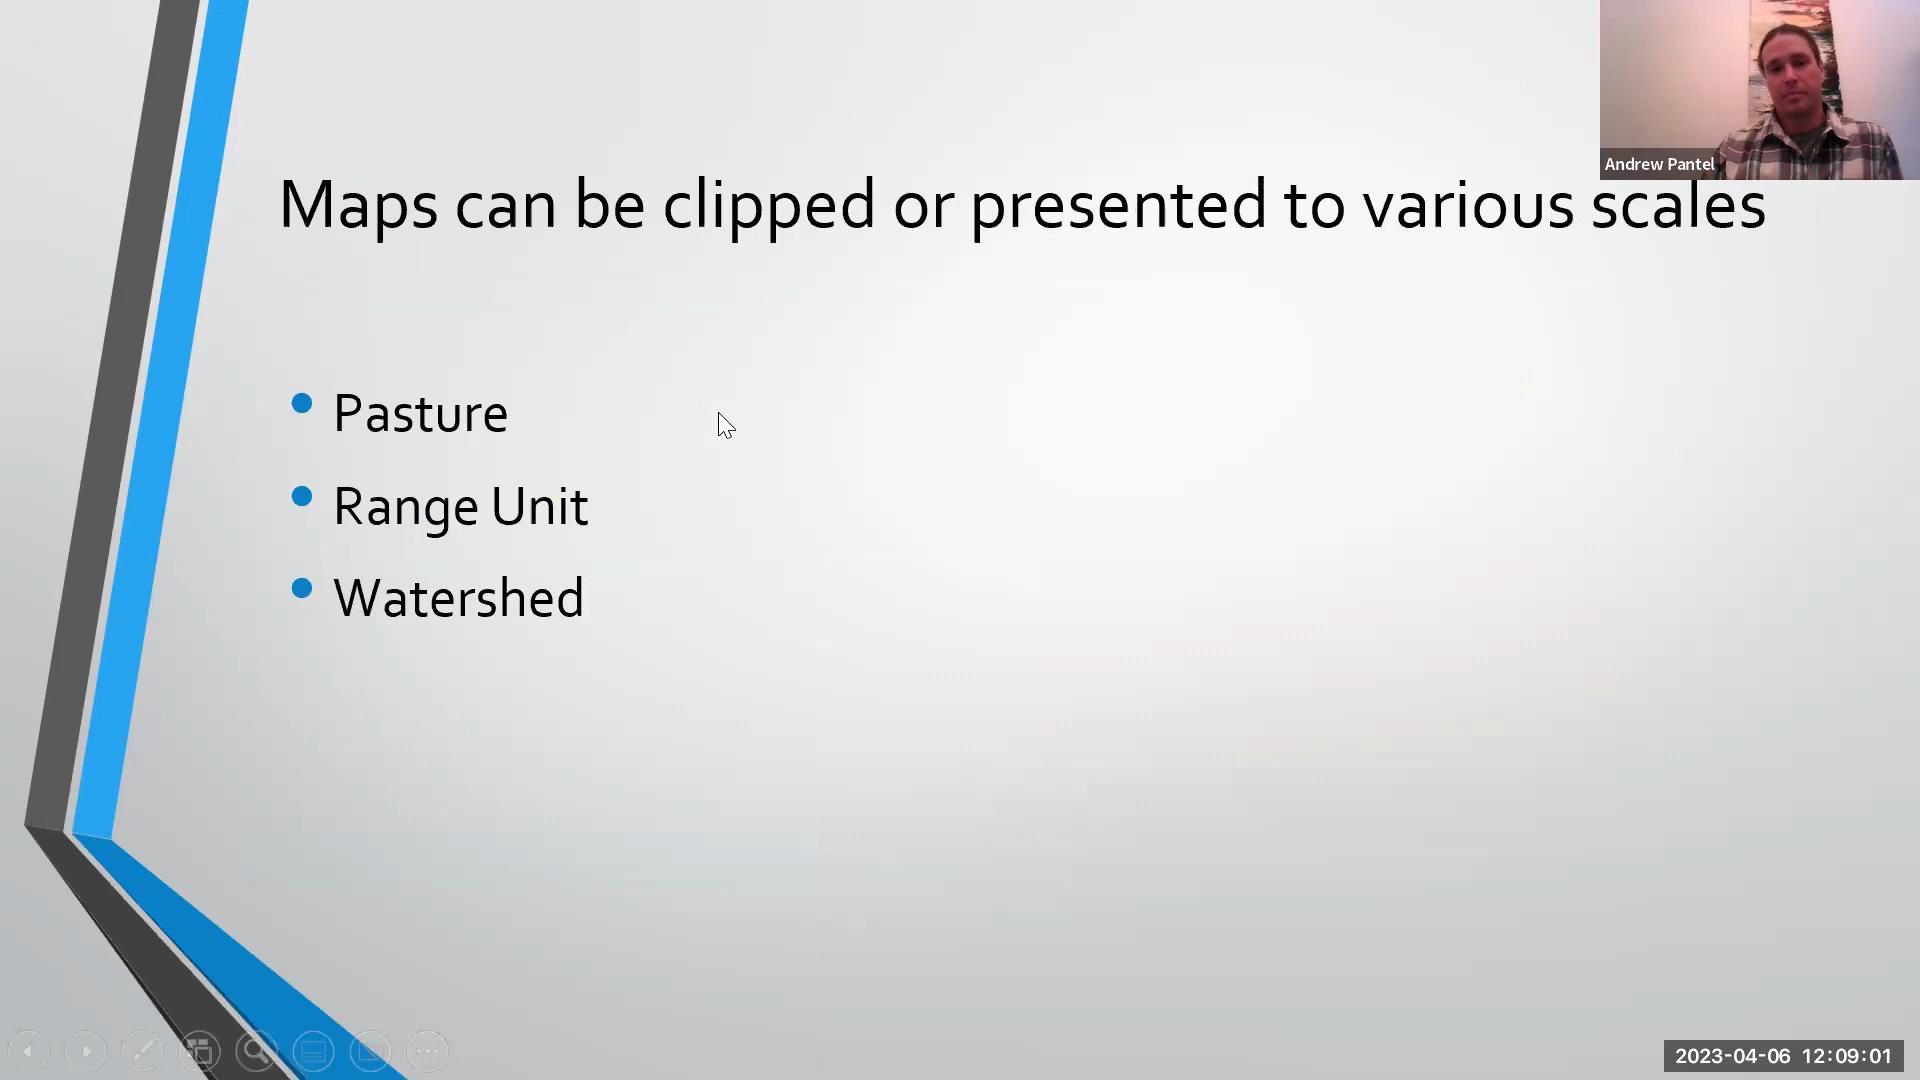 Andrew Pantel
Maps can be clipped or presented to various scales
• Pasture
• Range Unit
• Watershed
2023-04-06 12:09:01